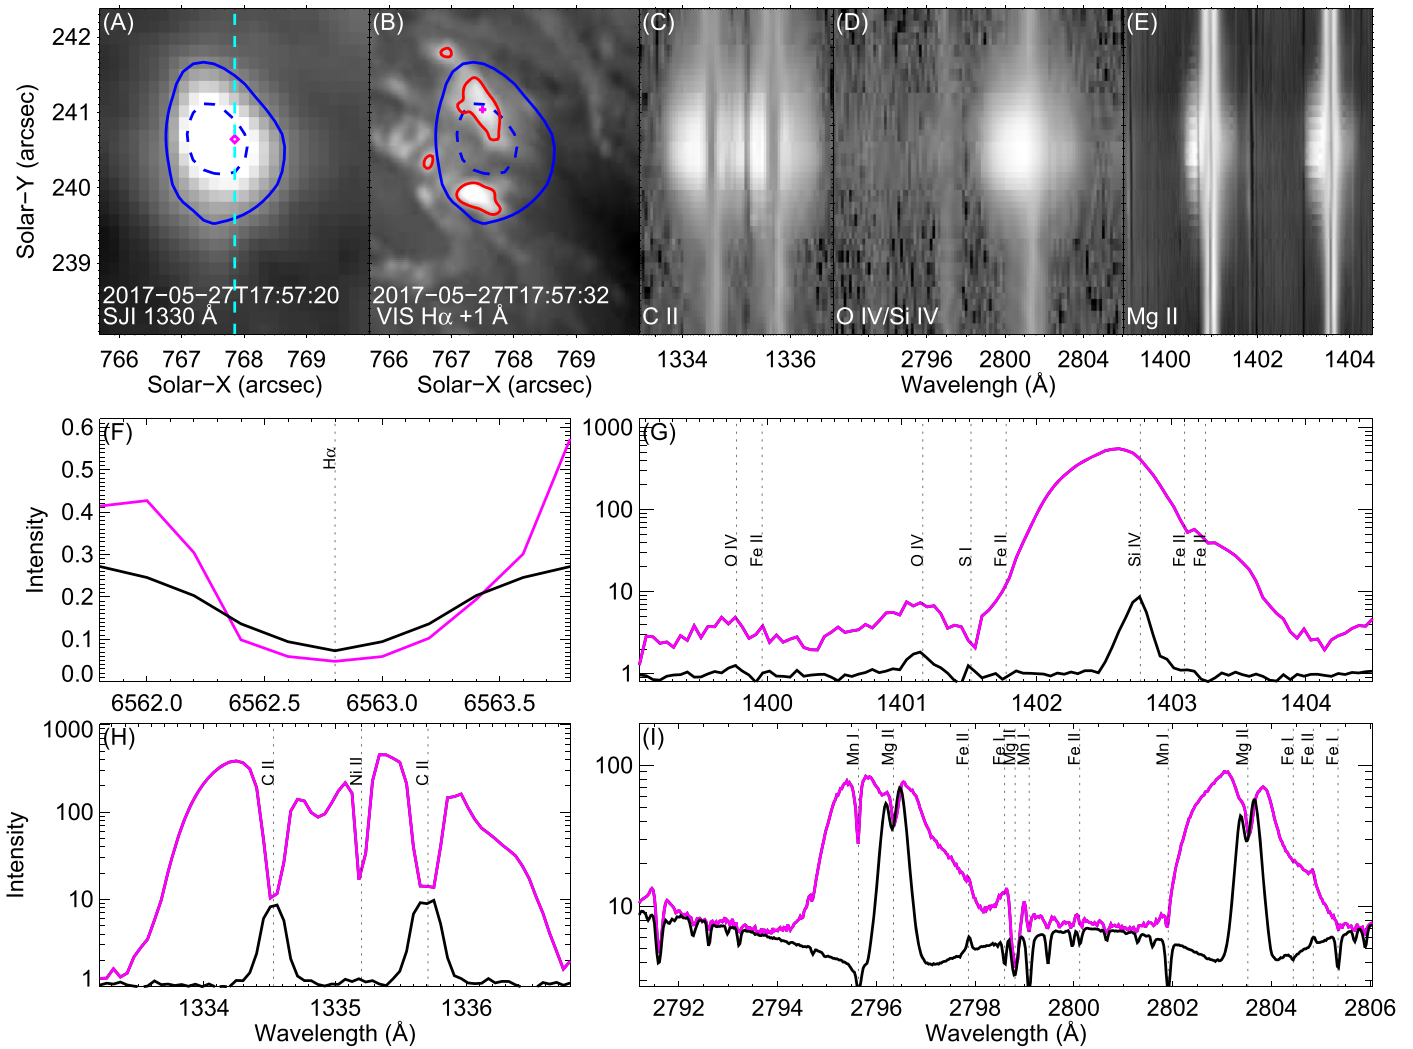 (A)
(B)
(C)
(D)
(E)
242
241
240
239
Solar−Y (arcsec)
2017−05−27T17:57:20
SJI 1330 Å
2017−05−27T17:57:32
VIS Hα +1 Å
C II
O IV/Si IV
Mg II
766 767 768 769
766 767 768 769
1334 1336
2796 2800 2804
1400 1402 1404
Solar−X (arcsec)
Solar−X (arcsec)
Wavelengh (Å)
(F)
Hα
0.6
0.5
0.4
0.3
0.2
0.1
0.0
Intensity
6562.0 6562.5 6563.0 6563.5
(G)
1000
100
10
1
O IV
Fe II
O IV
S I
Fe II
Si IV
Fe II
Fe II
1400 1401 1402 1403 1404
(H)
1000
100
10
1
Intensity
C II
Ni II
C II
1334 1335 1336
Wavelength (Å)
(I)
100
10
Mn I
Mg II
Fe II
Fe I
Mg II
Mn I
Fe II
Mn I
Mg II
Fe I
Fe II
Fe I
2792 2794 2796 2798 2800 2802 2804 2806
Wavelength (Å)